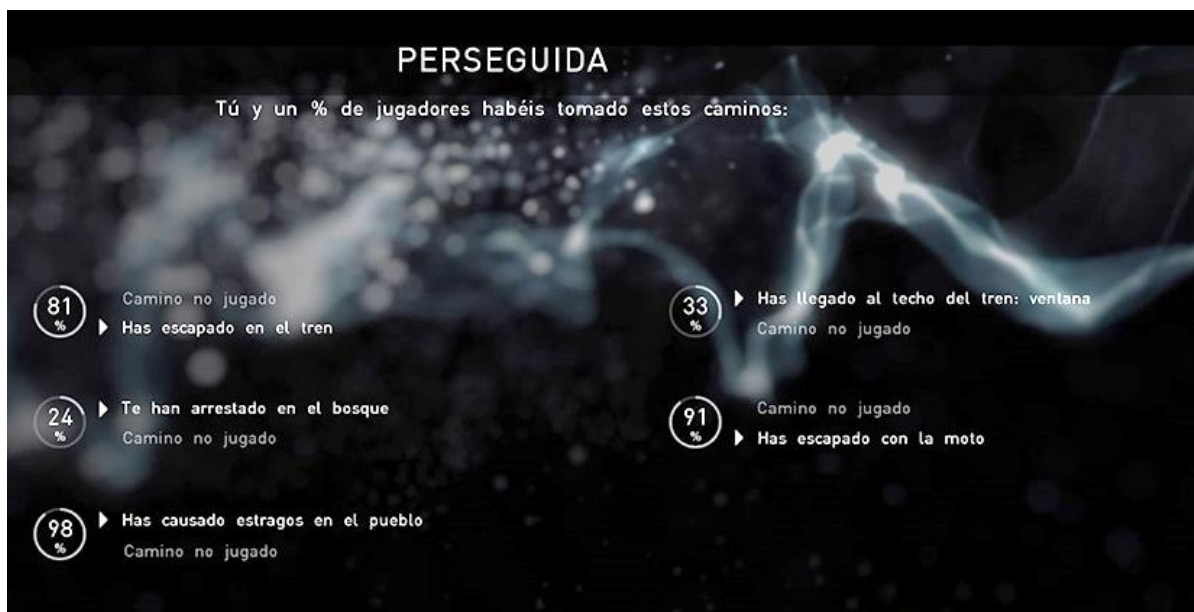 PERSEGUIDA
Tú y un % de jugadores habéis tomado estos caminos:
81
%
Camino no jugado
Has escapado en el tren
24
%
Te han arrestado en el bosque
Camino no jugado
98
%
Has causado estragos en el pueblo
Camino no jugado
33
%
Has llegado al techo del tren: ventana
Camino no jugado
91
%
Camino no jugado
Has escapado con la moto